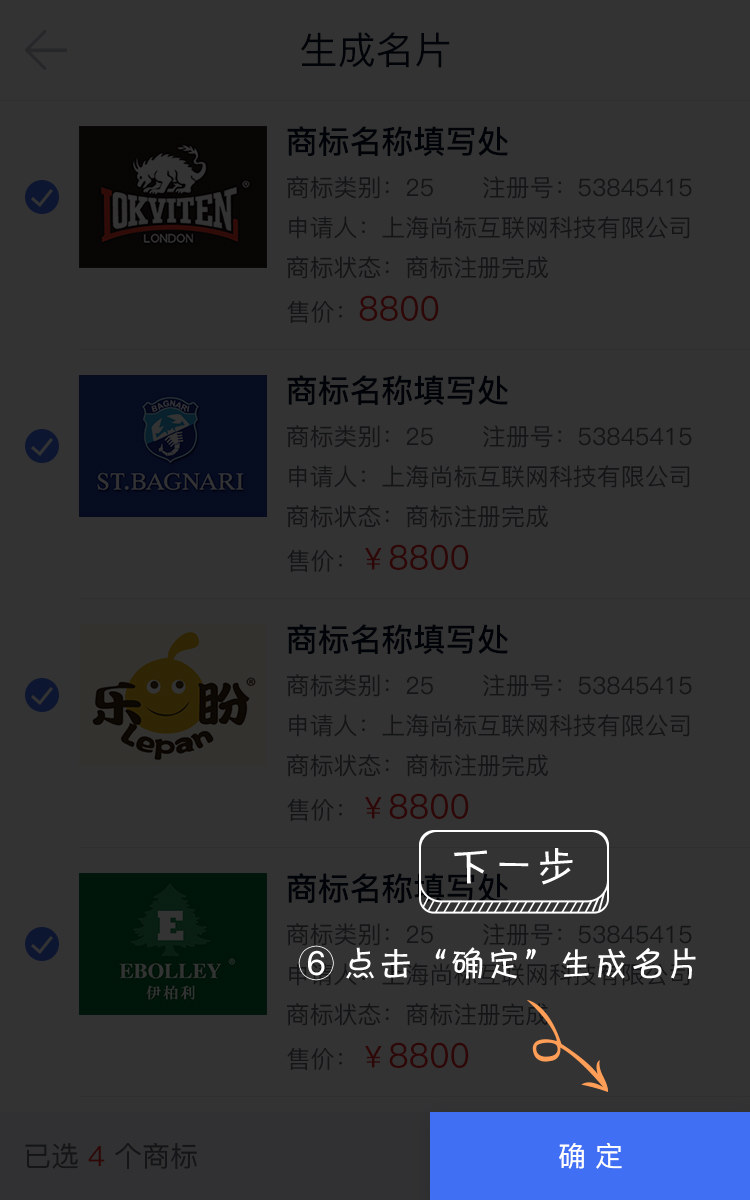 生成名片
OKVITEN
LONDON
商标名称填写处
商标类别：25 注册号：53845415
申请人：上海尚标互联网科技有限公司
商标状态：商标注册完成
售价：8800
BAGNARI
ST.BAGNARI
商标名称填写处
商标类别：25 注册号：53845415
申请人：上海尚标互联网科技有限公司
商标状态：商标注册完成
售价：￥8800
乐盼®
Lepan
商标名称填写处
商标类别：25 注册号：53845415
申请人：上海尚标互联网科技有限公司
商标状态：商标注册完成
售价：￥8800
下一步
E
EBOLLEY
伊柏利
商标名称填写处
商标类别：25 注册号：53845415
⑥点击“确定”生成名片
申请人：上海尚标互联网科技有限公司
商标状态：商标注册完成
售价：￥8800
已选 4 个商标
确定